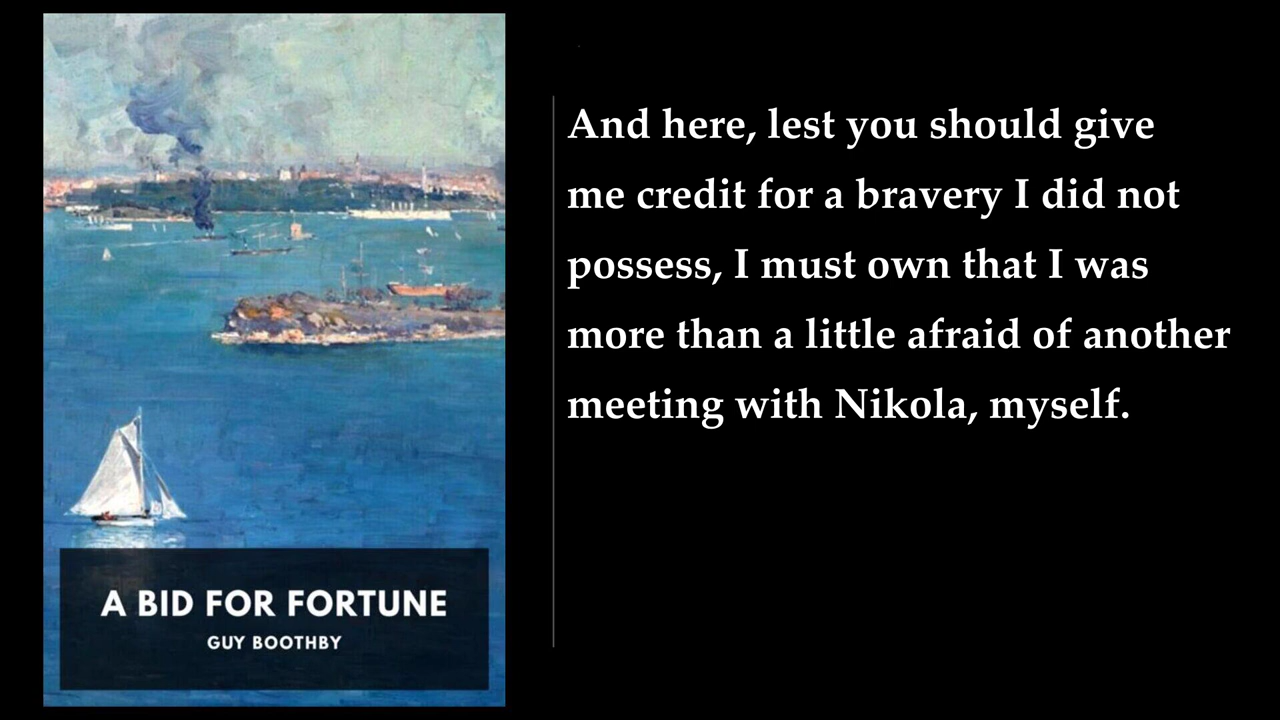 A BID FOR FORTUNE
GUY BOOTHBY
And here, lest you should give
me credit for a bravery I did not
possess, I must own that I was
more than a little afraid of another
meeting with Nikola, myself.